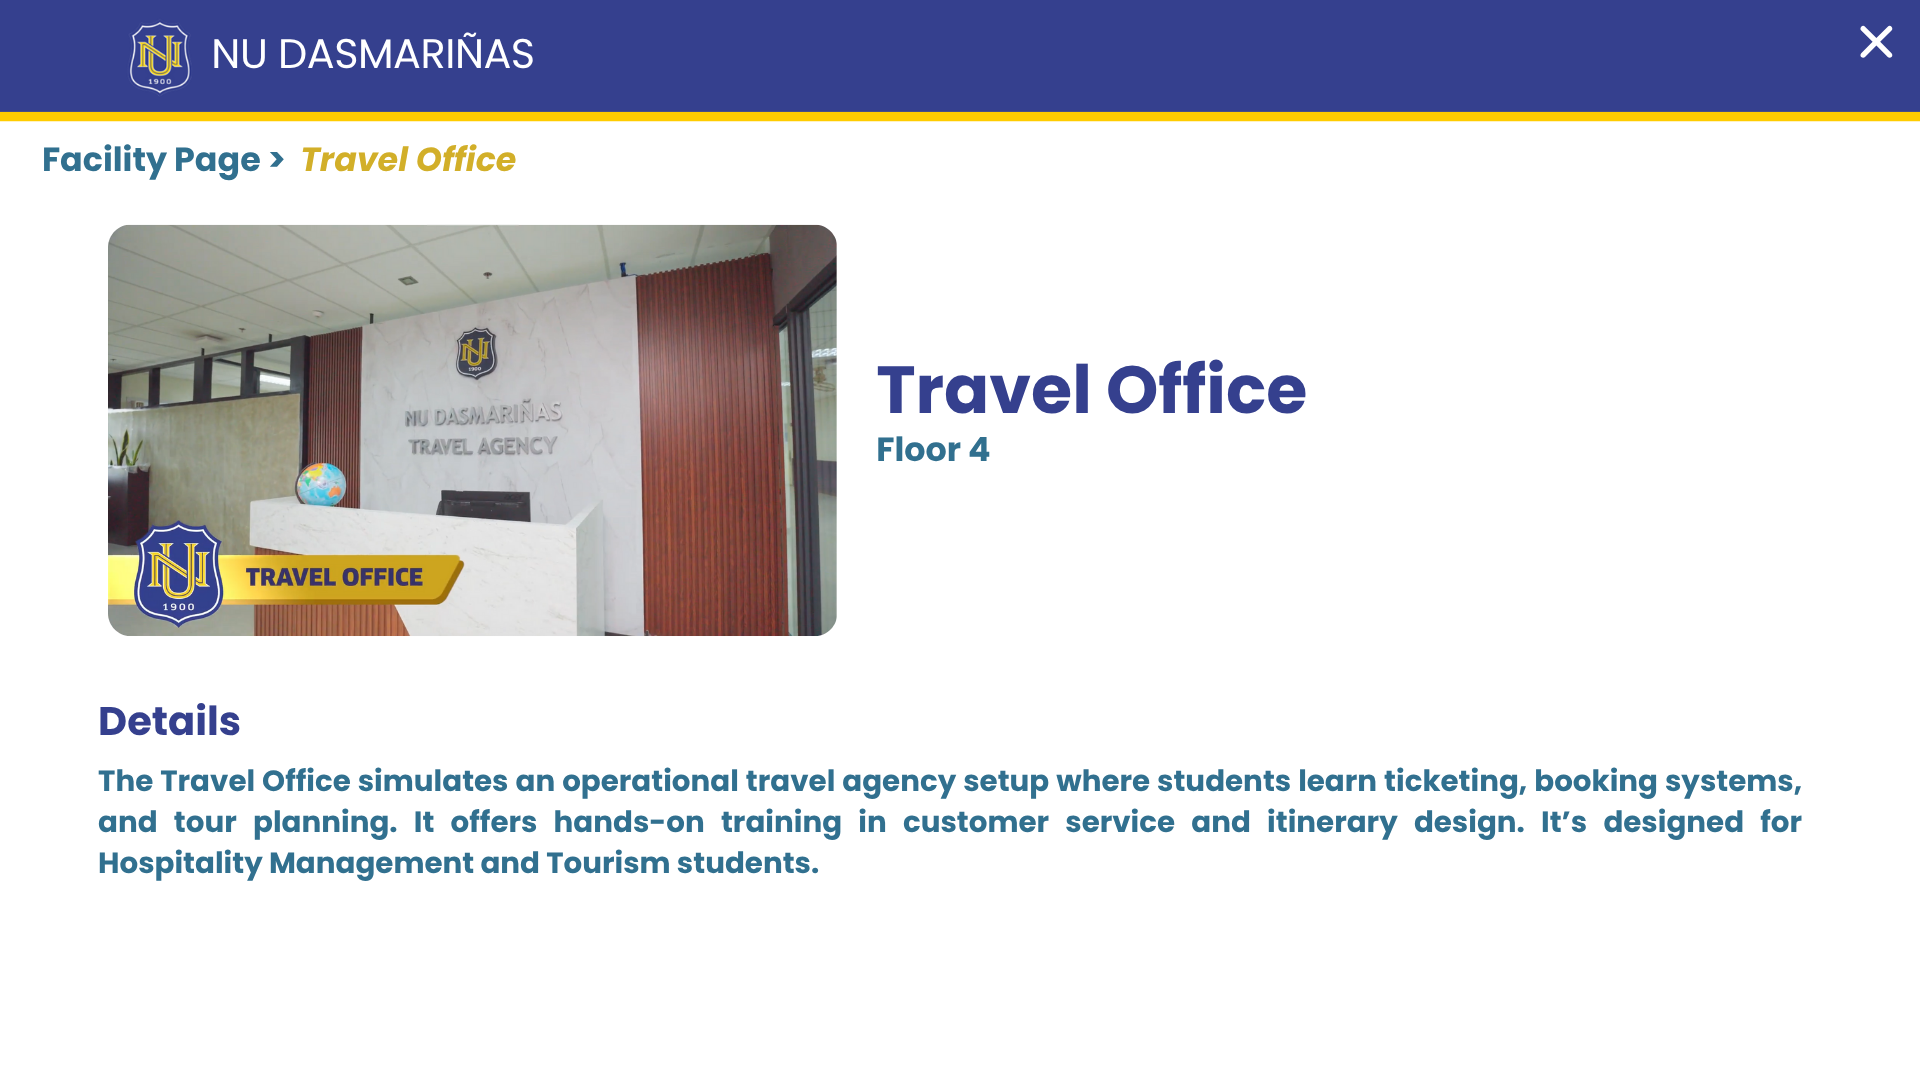 NU
1900
NU DASMARIÑAS
Facility Page > Travel Office
NU
1900
NU DASMARIÑAS
TRAVEL AGENCY
NU
1900
TRAVEL OFFICE
Travel Office
Floor 4
Details
The Travel Office simulates an operational travel agency setup where students learn ticketing, booking systems,
and tour planning. It offers hands-on training in customer service and itinerary design. It’s designed for
Hospitality Management and Tourism students.